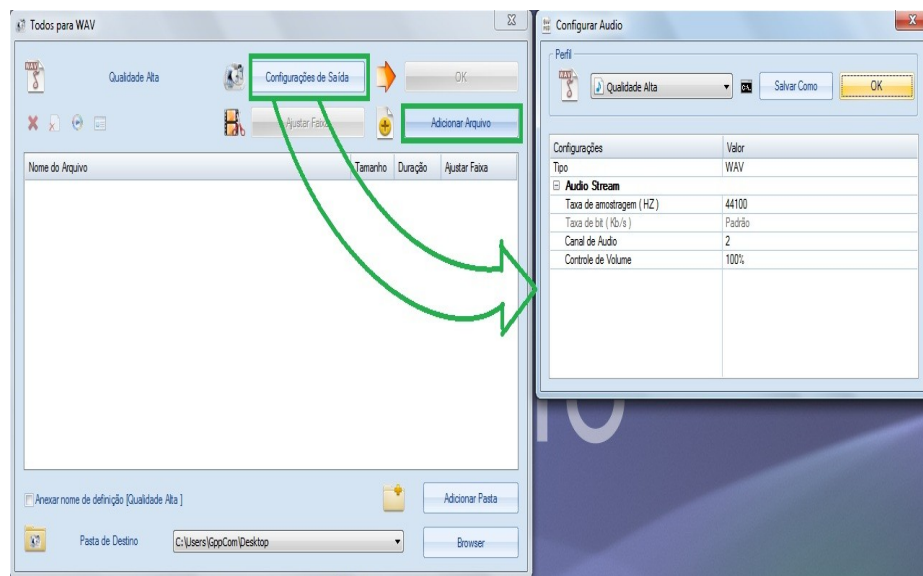 Todos para WAV
Qualidade Alta
Configurações de Saída
OK
Ajustar Faixa
Adicionar Arquivo
Nome do Arquivo Tamanho Duração Ajustar Faixa
Anexar nome de definição [Qualidade Alta ]
Adicionar Pasta
Pasta de Destino
C:\Users\GppCom\Desktop
Browser
Configurar Audio
Perfil
Qualidade Alta
Salvar Como
OK
Configurações Valor
Tipo WAV
Audio Stream
Taxa de amostragem ( HZ ) 44100
Taxa de bit ( Kb/s ) Padrão
Canal de Audio 2
Controle de Volume 100%